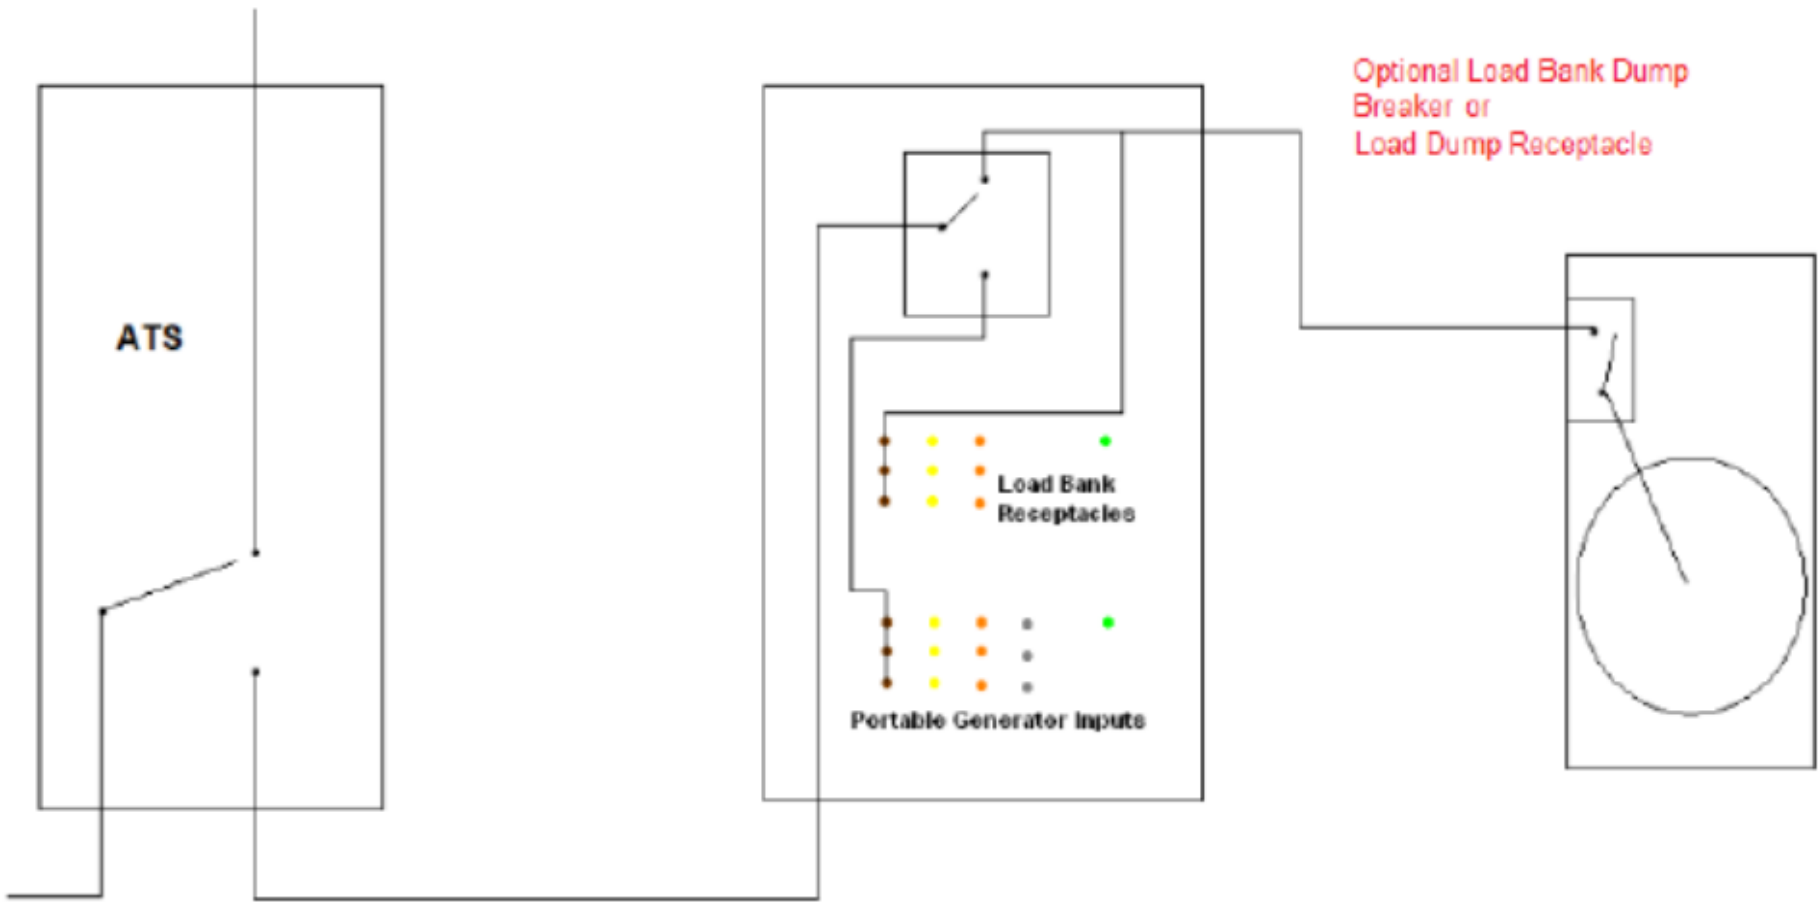 Optional Load Bank Dump
Breaker or
Load Dump Receptacle
ATS
Load Bank
Receptacles
Portable Generator Inputs